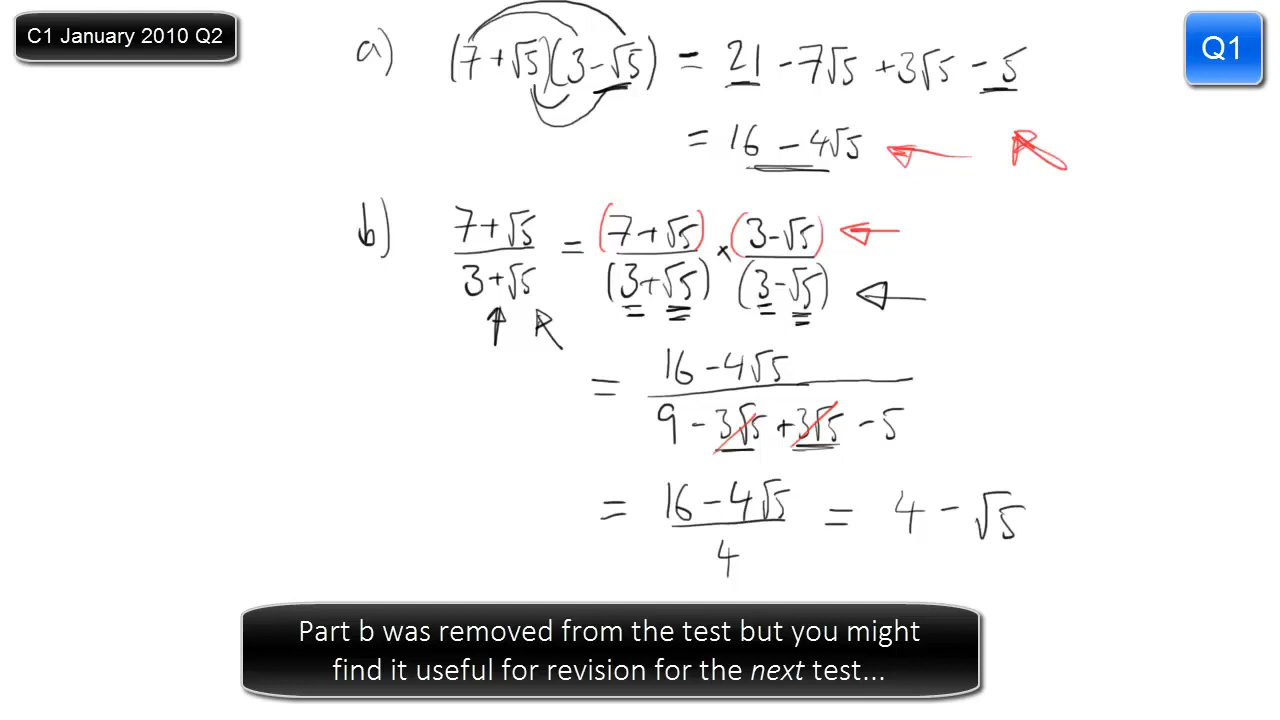 C1 January 2010 Q2
Q1
a) (7 + √5)(3 - √5) = 21 - 7√5 + 3√5 - 5
= 16 - 4√5
b) 7 + √5 / 3 + √5 = (7 + √5) / (3 + √5) × (3 - √5) / (3 - √5)
= 16 - 4√5 / 9 - 3√5 + 3√5 - 5
= 16 - 4√5 / 4 = 4 - √5
Part b was removed from the test but you might
find it useful for revision for the next test...